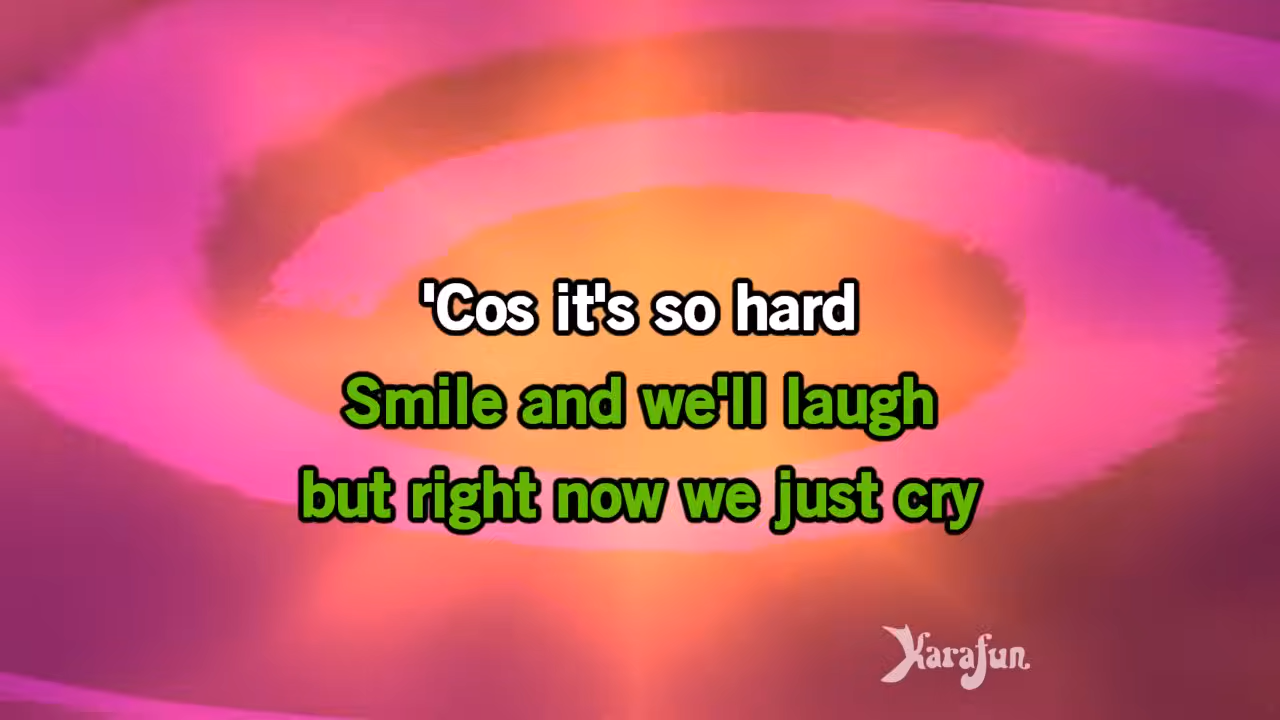 'Cos it's so hard
Smile and we'll laugh
but right now we just cry
Karafun